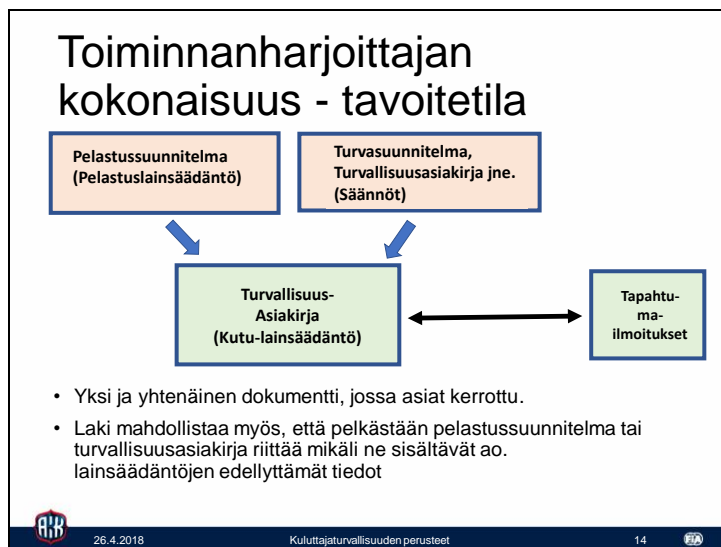 Toiminnanharjoittajan
kokonaisuus - tavoitetila
Pelastussuunnitelma
(Pelastuslainsäädäntö)
Turvasuunnitelma,
Turvallisuusasiakirja jne.
(Säännöt)
Turvallisuus-
Asiakirja
(Kutu-lainsäädäntö)
Tapahtu-
ma-
ilmoitukset
• Yksi ja yhtenäinen dokumentti, jossa asiat kerrottu.
• Laki mahdollistaa myös, että pelkästään pelastussuunnitelma tai
turvallisuusasiakirja riittää mikäli ne sisältävät ao.
lainsäädäntöjen edellyttämät tiedot
AKK
26.4.2018 Kuluttajaturvallisuuden perusteet 14 FIA